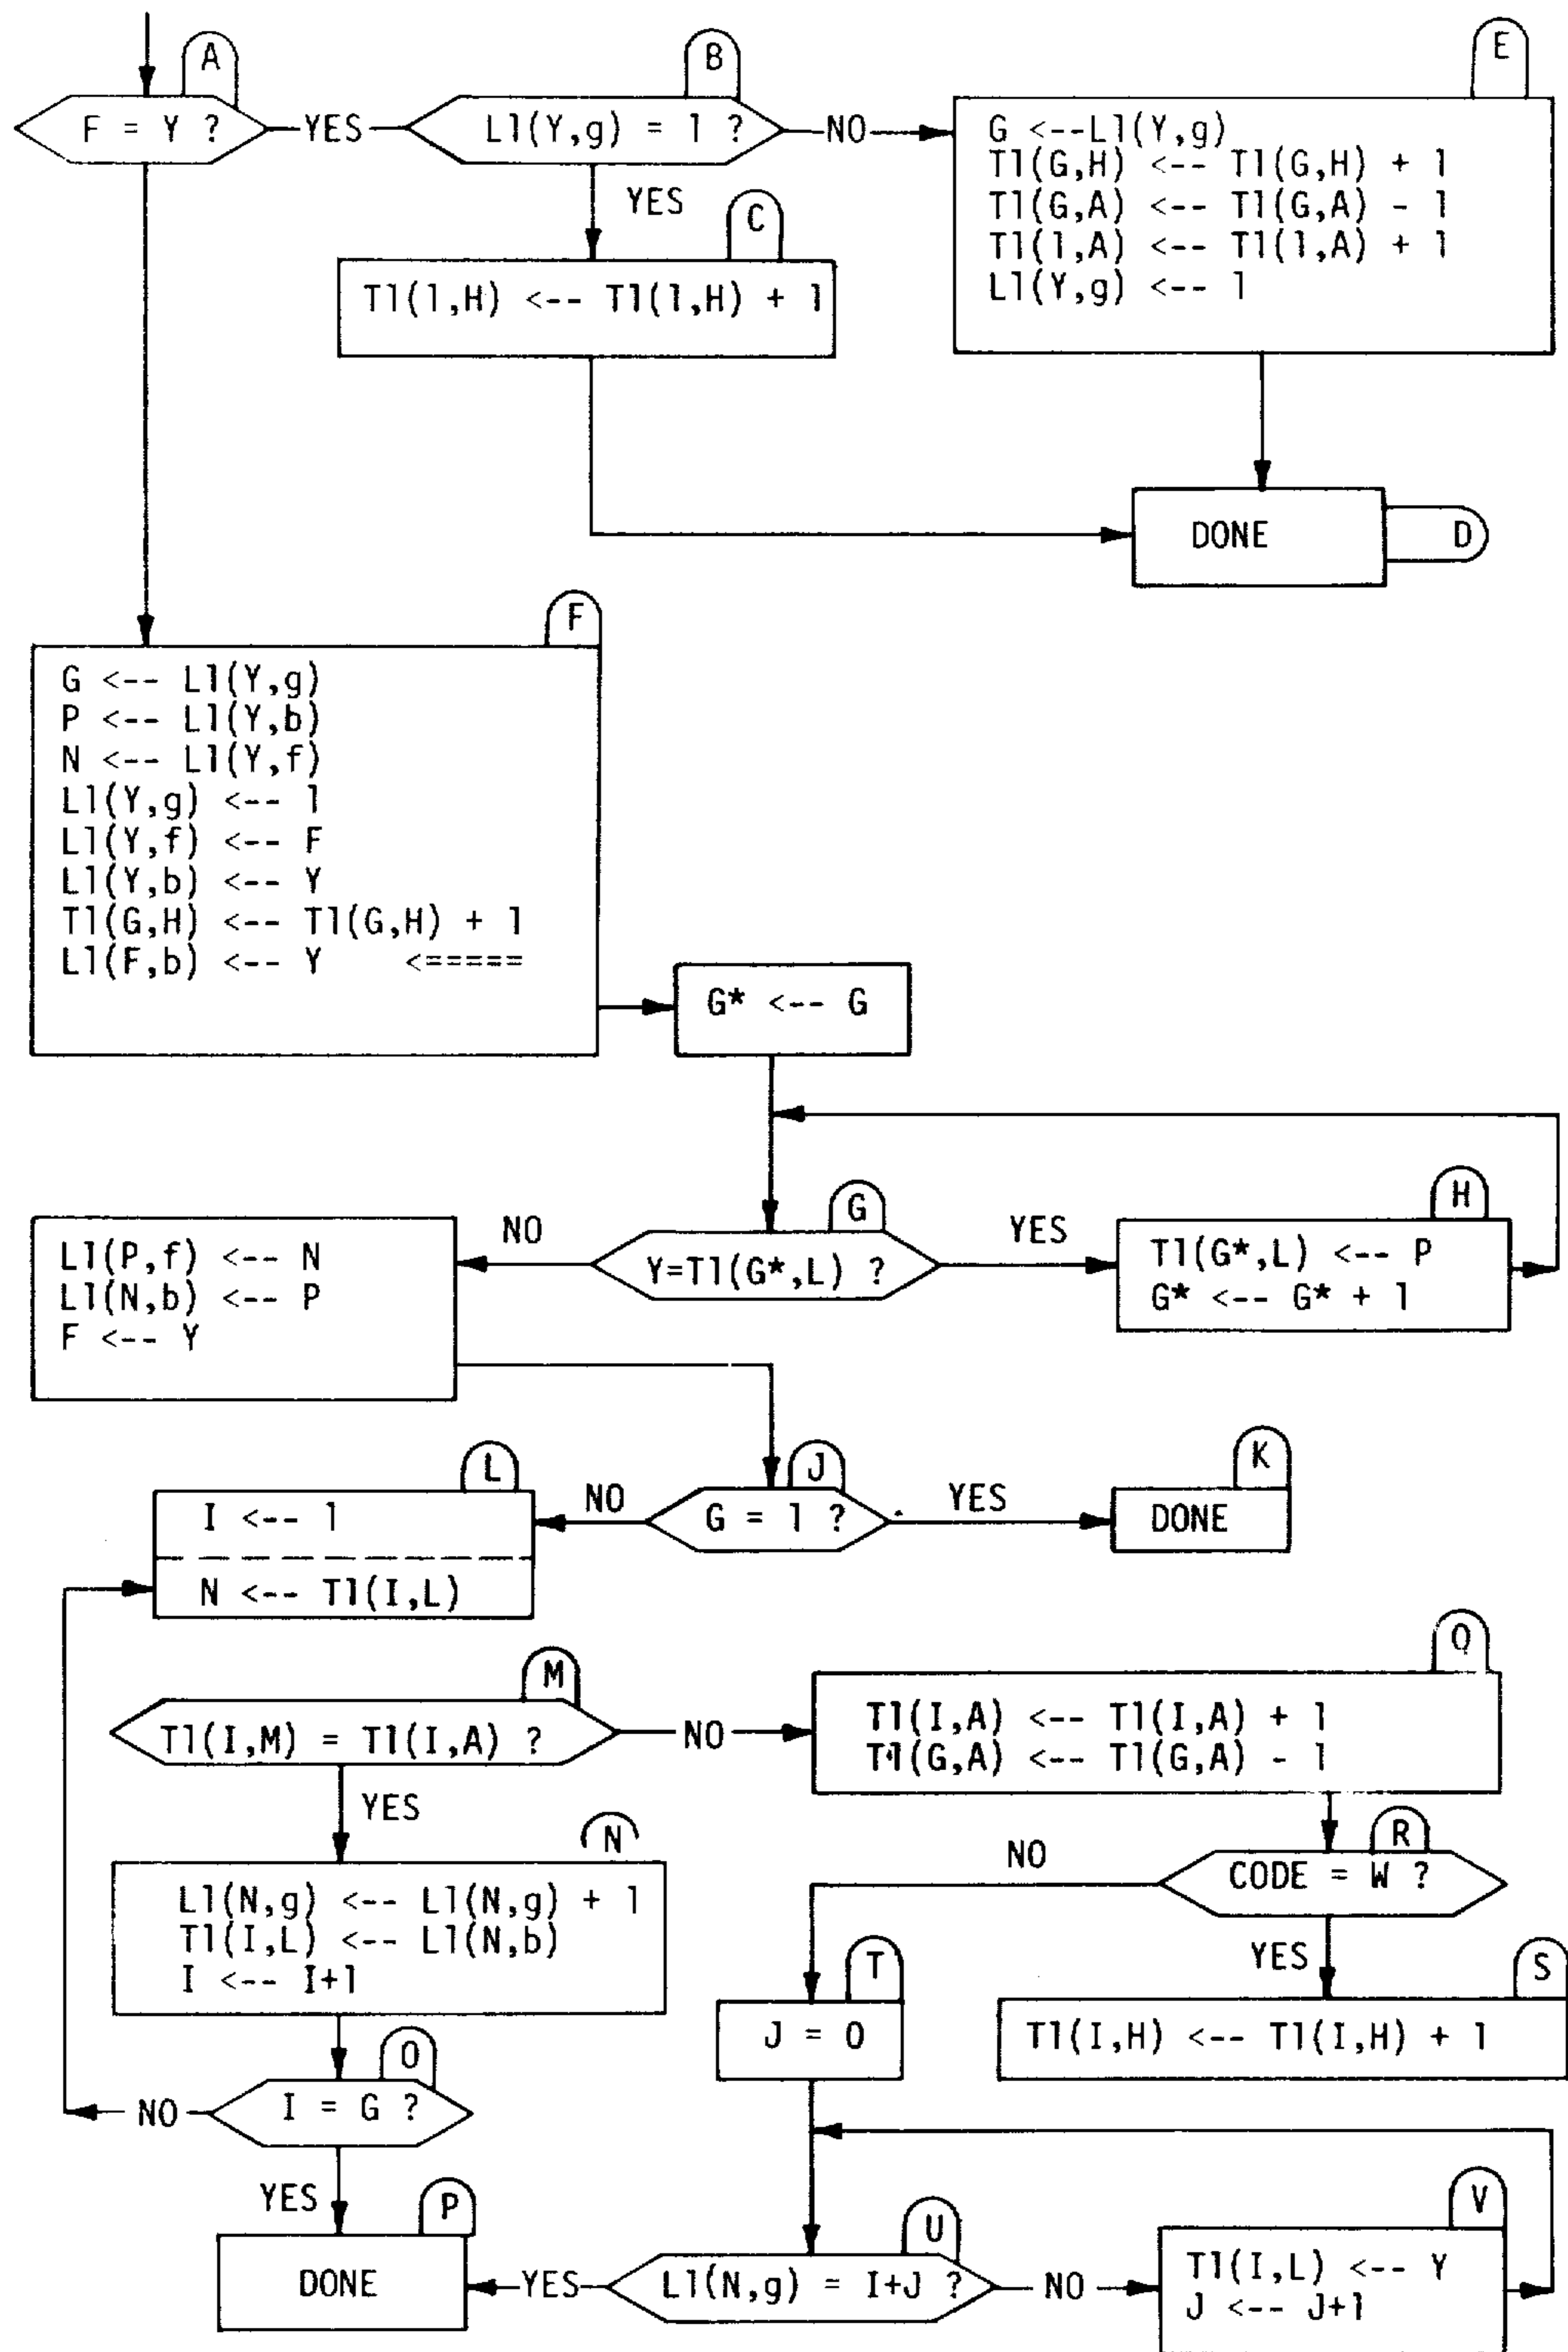 A
B
E
F = Y ?
YES
L1(Y,g) = 1 ?
NO
G <--L1(Y,g)
T1(G,H) <-- T1(G,H) + 1
T1(G,A) <-- T1(G,A) - 1
T1(1,A) <-- T1(1,A) + 1
L1(Y,g) <-- 1
YES
C
T1(1,H) <-- T1(1,H) + 1
DONE
D
F
G <-- L1(Y,g)
P <-- L1(Y,b)
N <-- L1(Y,f)
L1(Y,g) <-- 1
L1(Y,f) <-- F
L1(Y,b) <-- Y
T1(G,H) <-- T1(G,H) + 1
L1(F,b) <-- Y <=====
G* <-- G
G
H
NO
Y=T1(G*,L) ?
YES
T1(G*,L) <-- P
G* <-- G* + 1
L1(P,f) <-- N
L1(N,b) <-- P
F <-- Y
L
J
K
I <-- 1
NO
G = 1 ?
YES
DONE
N <-- T1(I,L)
M
Q
T1(I,M) = T1(I,A) ?
NO
T1(I,A) <-- T1(I,A) + 1
T1(G,A) <-- T1(G,A) - 1
YES
N
R
NO
CODE = W ?
L1(N,g) <-- L1(N,g) + 1
T1(I,L) <-- L1(N,b)
I <-- I+1
YES
T
S
J = 0
T1(I,H) <-- T1(I,H) + 1
O
NO
I = G ?
YES
P
U
V
DONE
YES
L1(N,g) = I+J ?
NO
T1(I,L) <-- Y
J <-- J+1